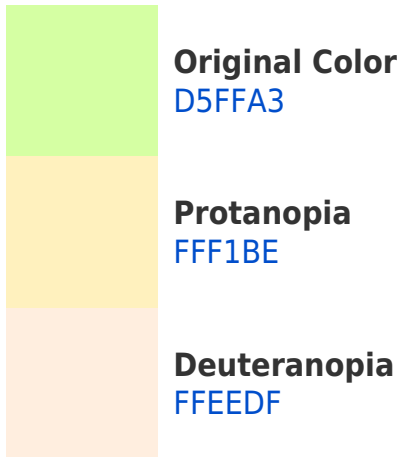 Original Color
D5FFA3
Protanopia
FFF1BE
Deuteranopia
FFEEDF